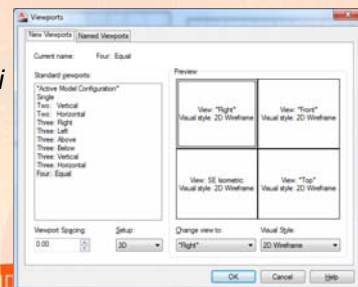 Viewports
New Viewports Named Viewports
Current name: Four: Equal
Standard viewports:
*Active Model Configuration*
Single
Two: Vertical
Two: Horizontal
Three: Right
Three: Left
Three: Above
Three: Below
Three: Vertical
Three: Horizontal
Four: Equal
Preview
View: "Right"
Visual style: 2D Wireframe
View: "Front"
Visual style: 2D Wireframe
View: SE Isometric
Visual style: 2D Wireframe
View: "Top"
Visual style: 2D Wireframe
Viewport Spacing:
0.00
Setup:
3D
Change view to:
"Right"
Visual Style:
2D Wireframe
OK Cancel Help
i